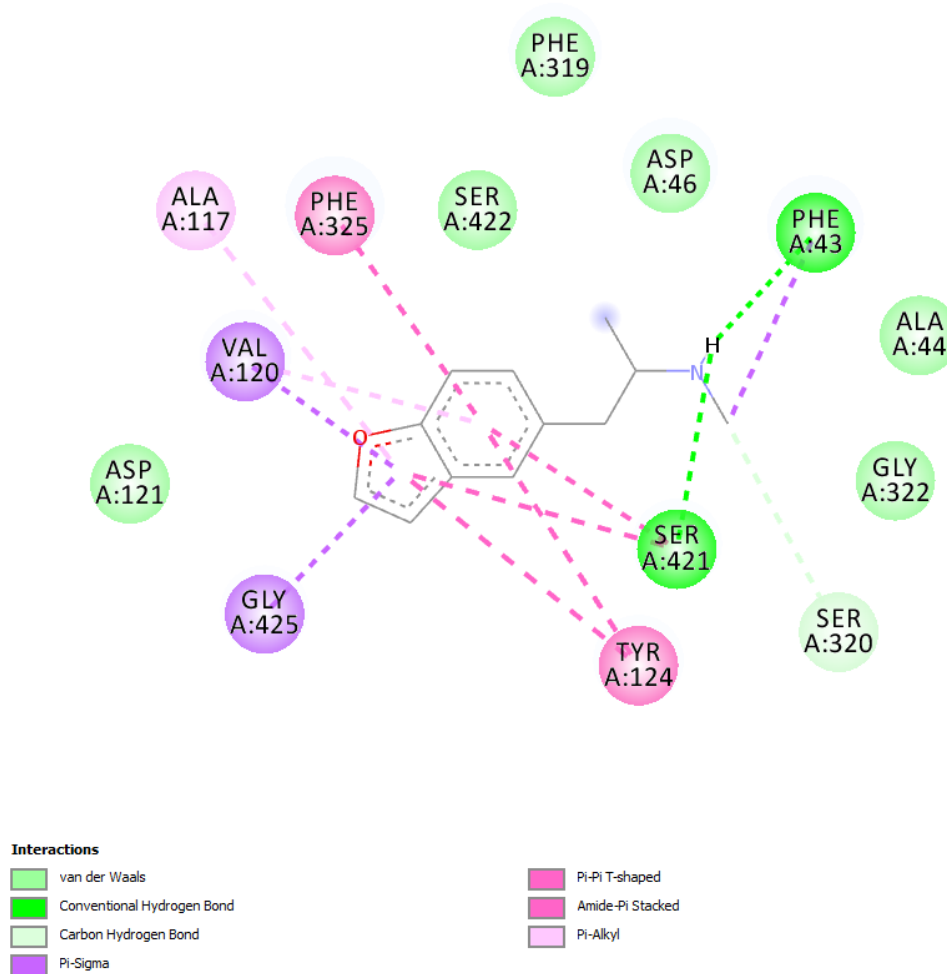 PHE
A:319
ASP
A:46
ALA
A:117
PHE
A:325
SER
A:422
PHE
A:43
ALA
A:44
H
N
VAL
A:120
O
ASP
A:121
GLY
A:322
SER
A:421
GLY
A:425
SER
A:320
TYR
A:124
Interactions
van der Waals
Conventional Hydrogen Bond
Carbon Hydrogen Bond
Pi-Sigma
Pi-Pi T-shaped
Amide-Pi Stacked
Pi-Alkyl